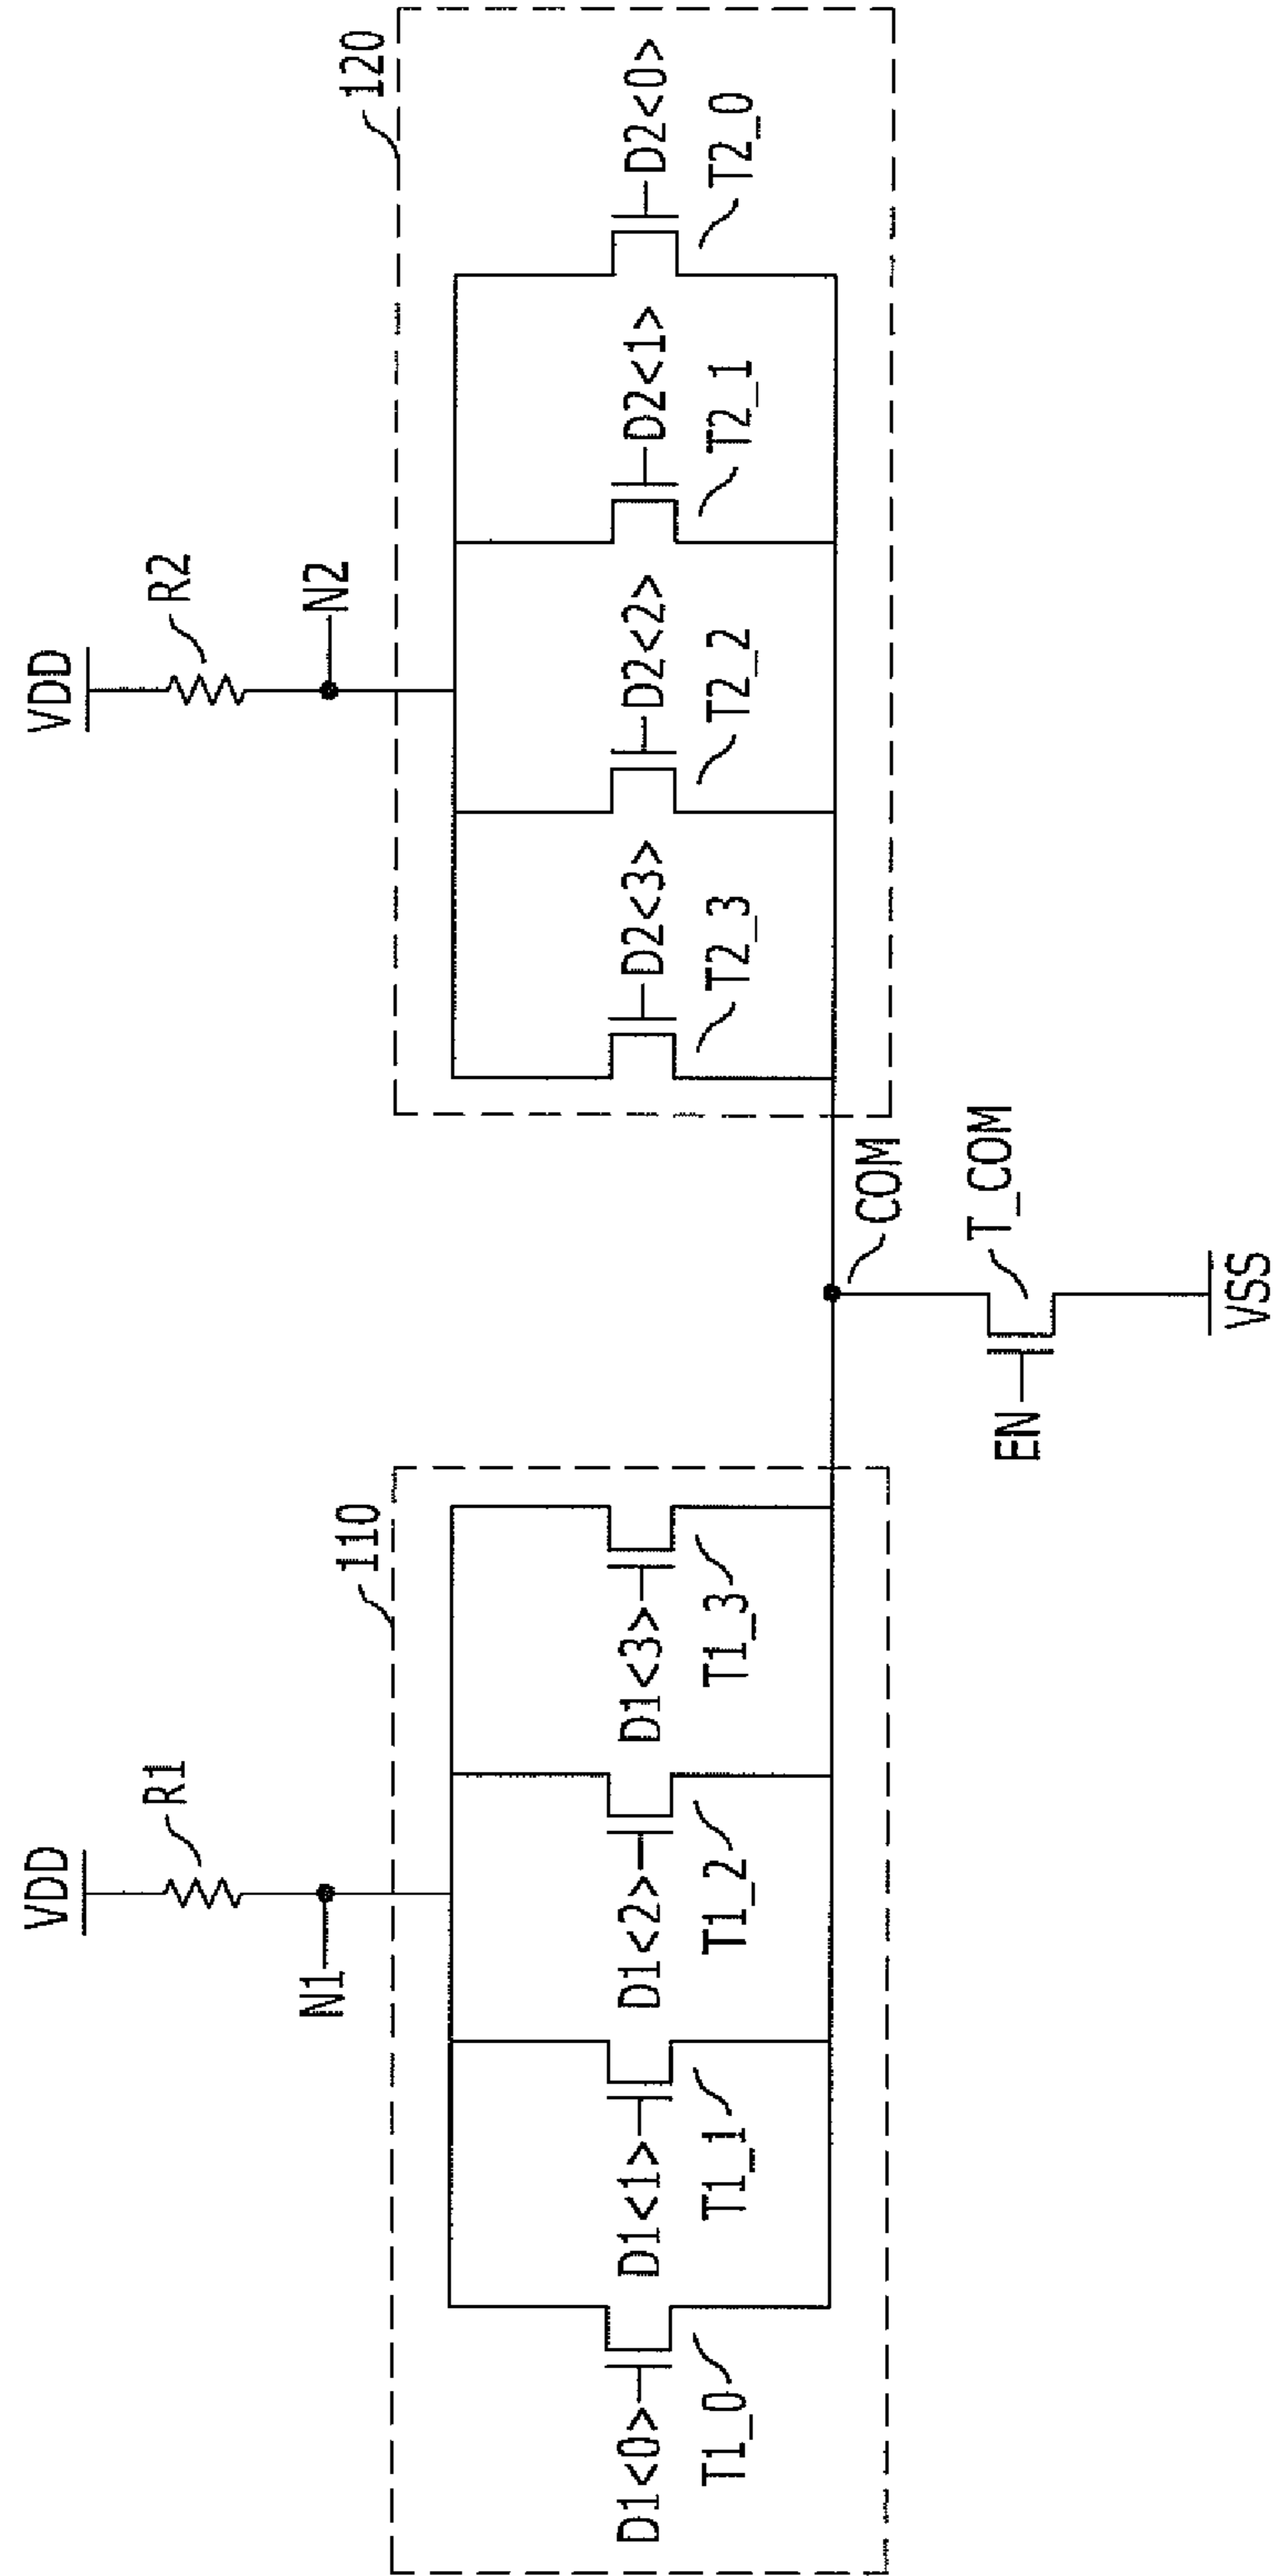 VDD
VDD
R1
R2
N1
N2
110
120
D1<0>
D1<1>
D1<2>
D1<3>
D2<3>
D2<2>
D2<1>
D2<0>
T1_0
T1_1
T1_2
T1_3
T2_3
T2_2
T2_1
T2_0
COM
EN
T_COM
VSS